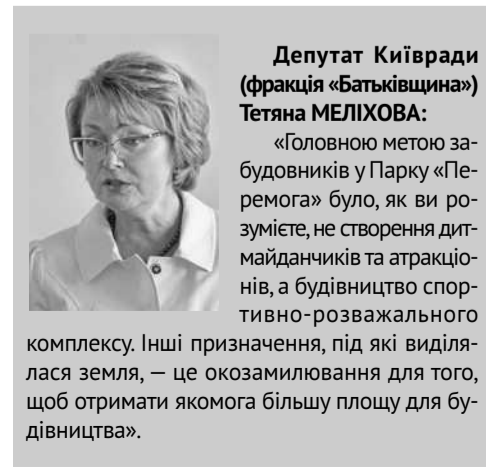 Депутат Київради
(фракція «Батьківщина»)
Тетяна МЕЛІХОВА:
«Головною метою за-
будовників у Парку «Пе-
ремога» було, як ви ро-
зумієте, не створення дит-
майданчиків та атракціо-
нів, а будівництво спор-
тивно-розважального
комплексу. Інші призначення, під які виділя-
лася земля, — це окозамилювання для того,
щоб отримати якомога більшу площу для бу-
дівництва».